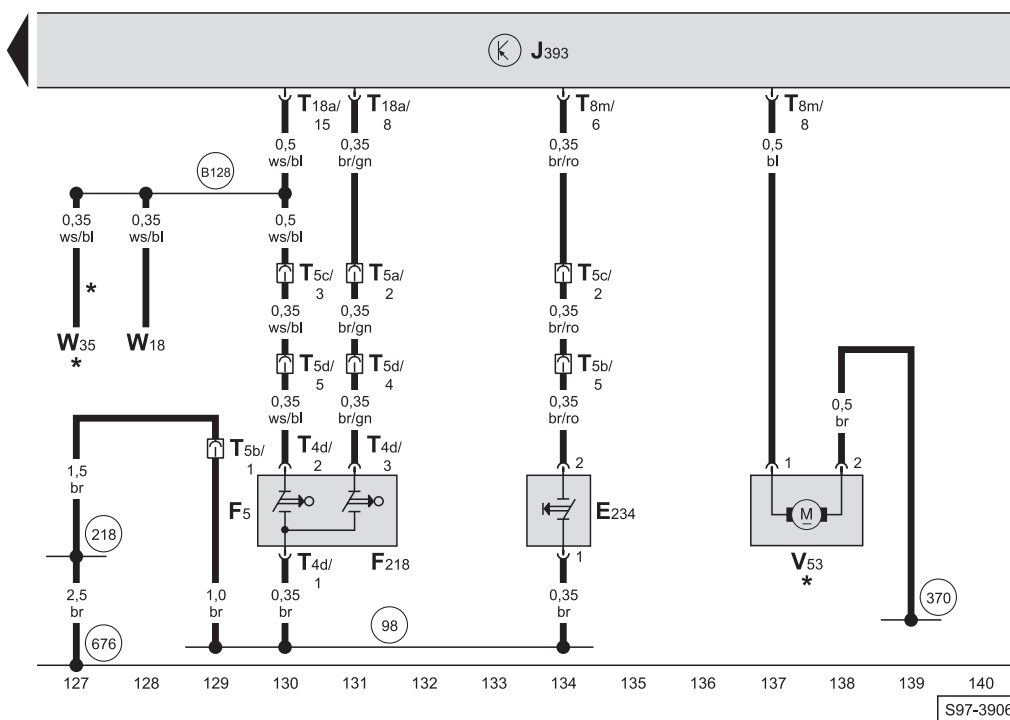 J393
T18a/ T18a/ T8m/ T8m/
15 8 6 8
0,5 0,35 0,35 0,5
ws/bl br/gn br/ro bl
B128
0,35 0,35 0,5
ws/bl ws/bl ws/bl
* T5c/ T5a/ T5c/
3 2 2
0,35 0,35 0,35
ws/bl br/gn br/ro
W35 W18
* T5d/ T5d/ T5b/
5 4 5
0,35 0,35 0,35 0,5
ws/bl br/gn br/ro br
T5b/ T4d/ T4d/
1 2 3 2 1 2
1,5
br
F5 E234 M
218
T4d/ F218 1 V53
1 *
2,5 1,0 0,35 0,35
br br br br
370
676 98
127 128 129 130 131 132 133 134 135 136 137 138 139 140
S97-3906